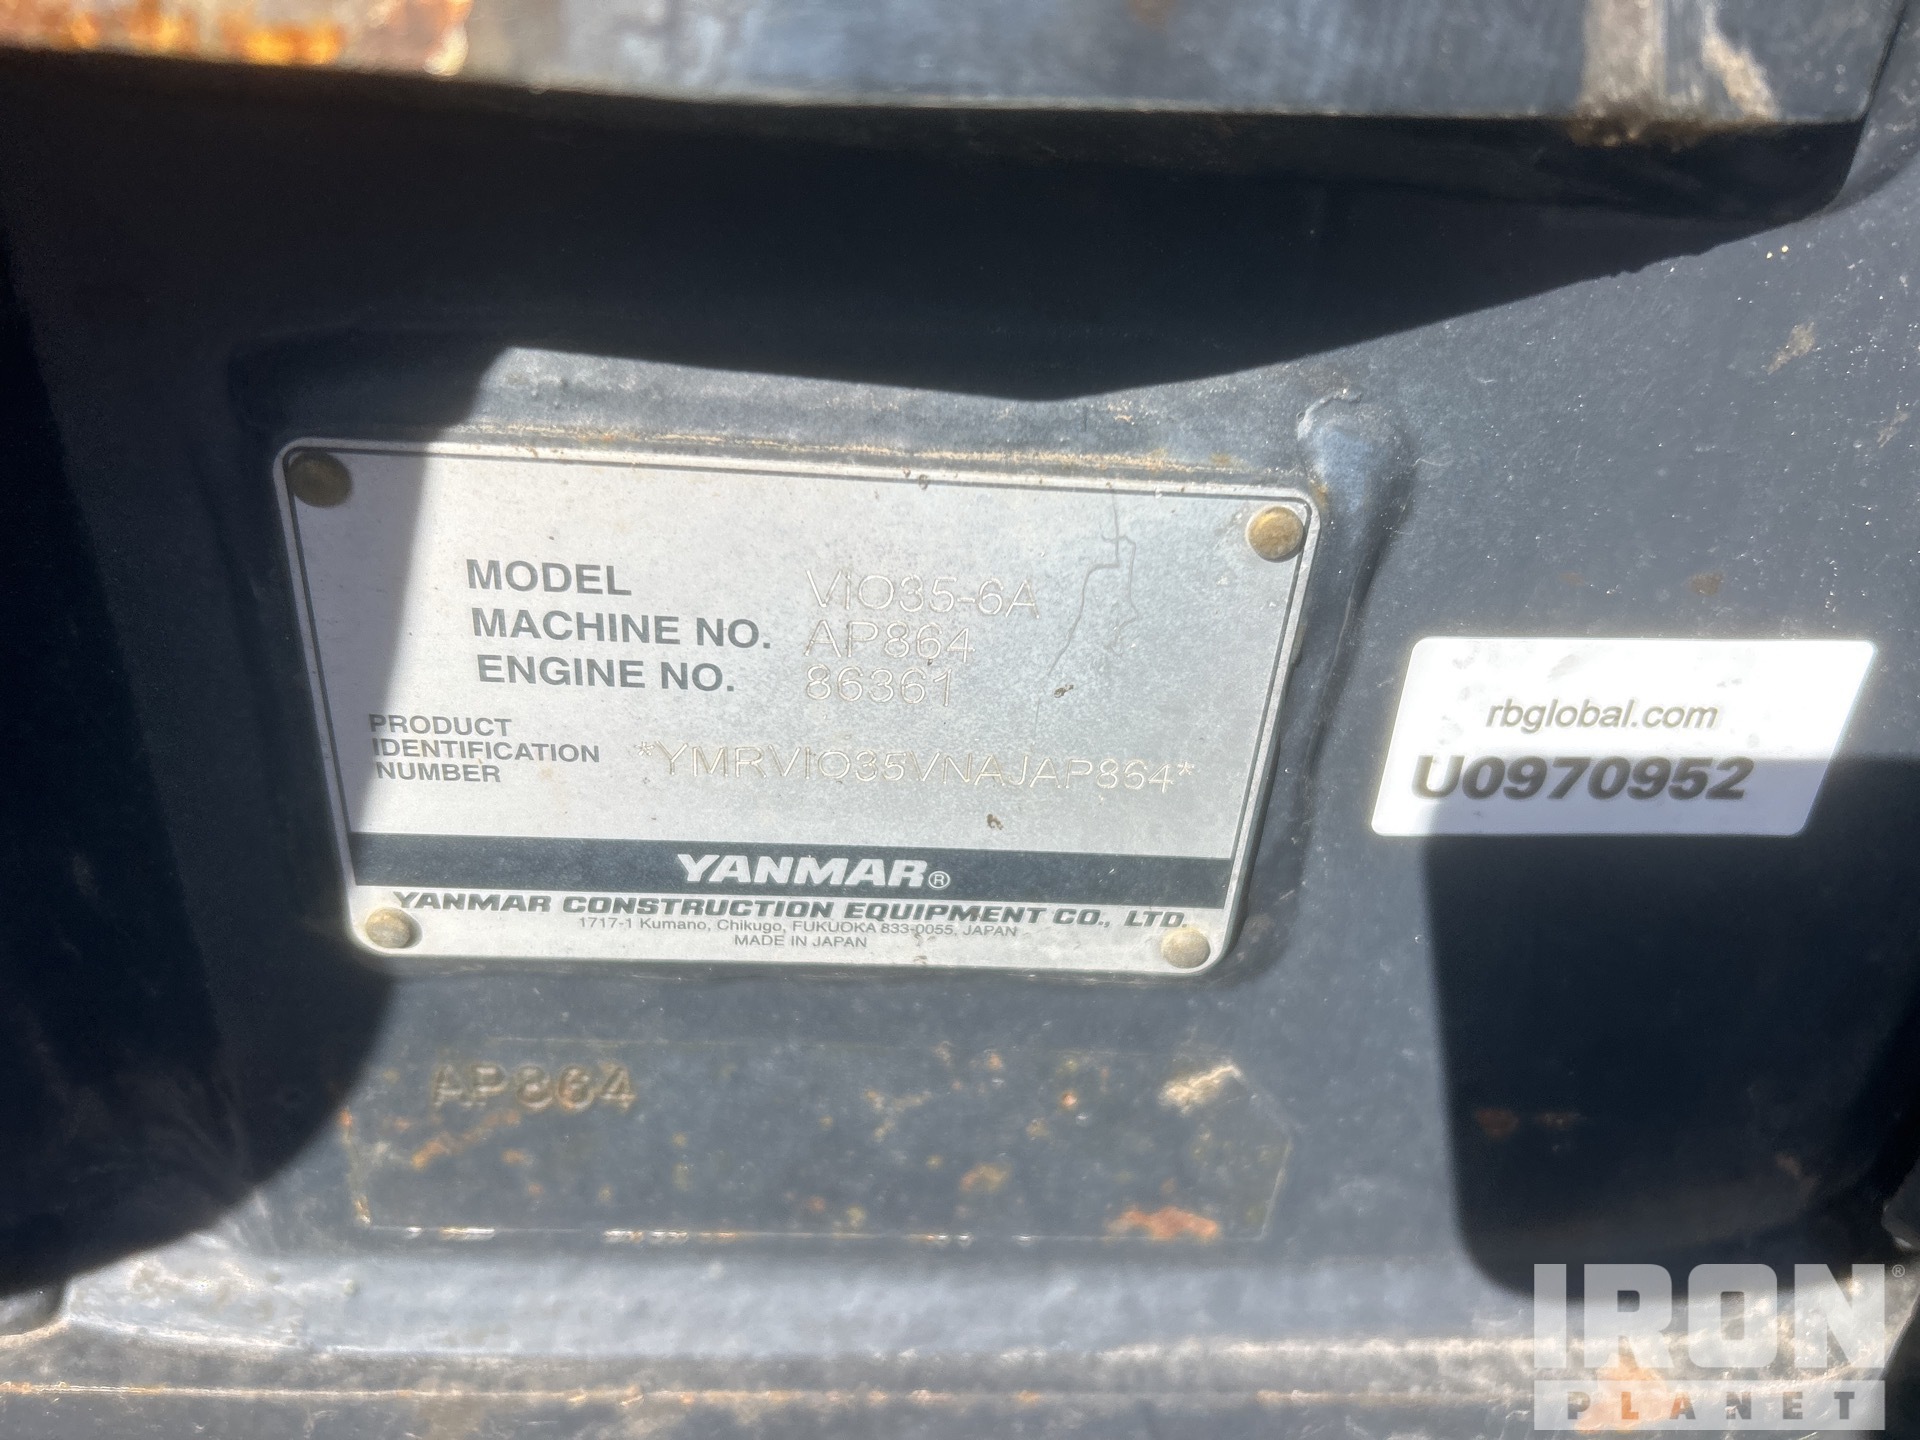 MODEL VIO35-6A
MACHINE NO. AP864
ENGINE NO. 86361
PRODUCT
IDENTIFICATION
NUMBER
*YMRVIO35VNAJAP864*
YANMAR®
YANMAR CONSTRUCTION EQUIPMENT CO., LTD.
1717-1 Kumano, Chikugo, FUKUOKA 833-0055, JAPAN
MADE IN JAPAN
rbglobal.com
U0970952
AP864
IRON®
PLANET